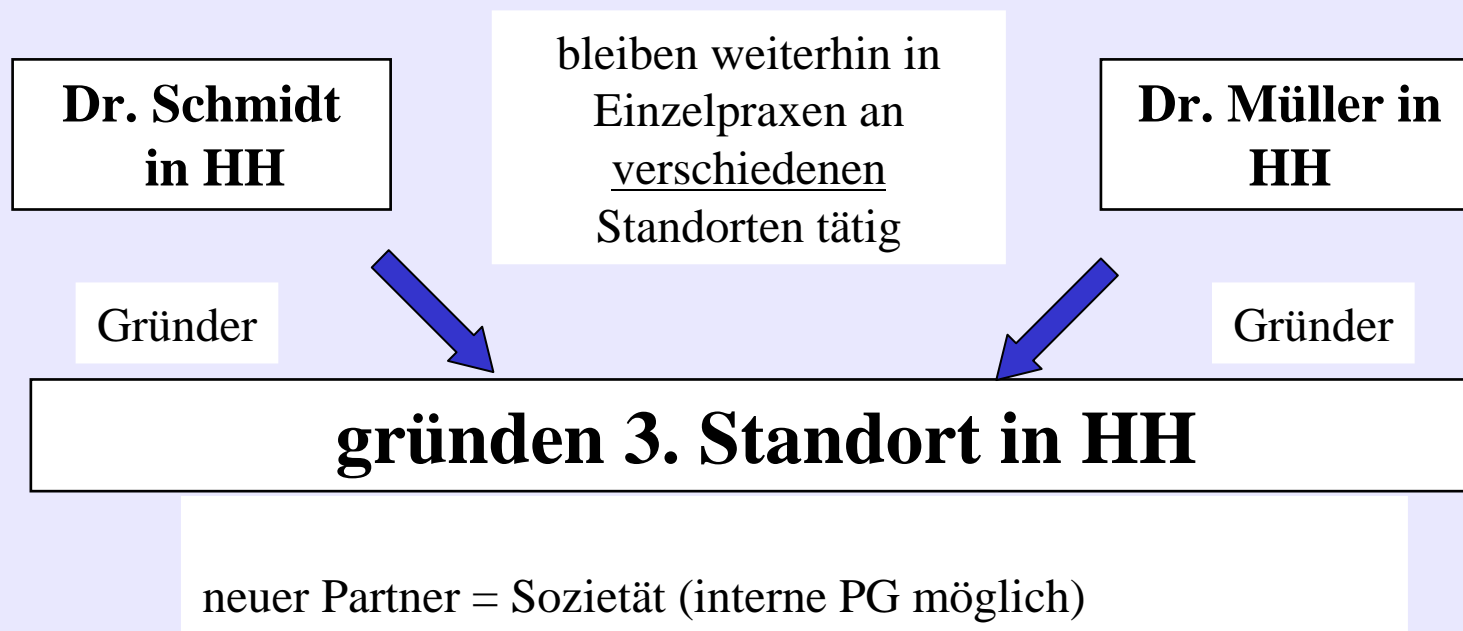 Dr. Schmidt
in HH
bleiben weiterhin in
Einzelpraxen an
verschiedenen
Standorten tätig
Dr. Müller in
HH
Gründer
Gründer
gründen 3. Standort in HH
neuer Partner = Sozietät (interne PG möglich)